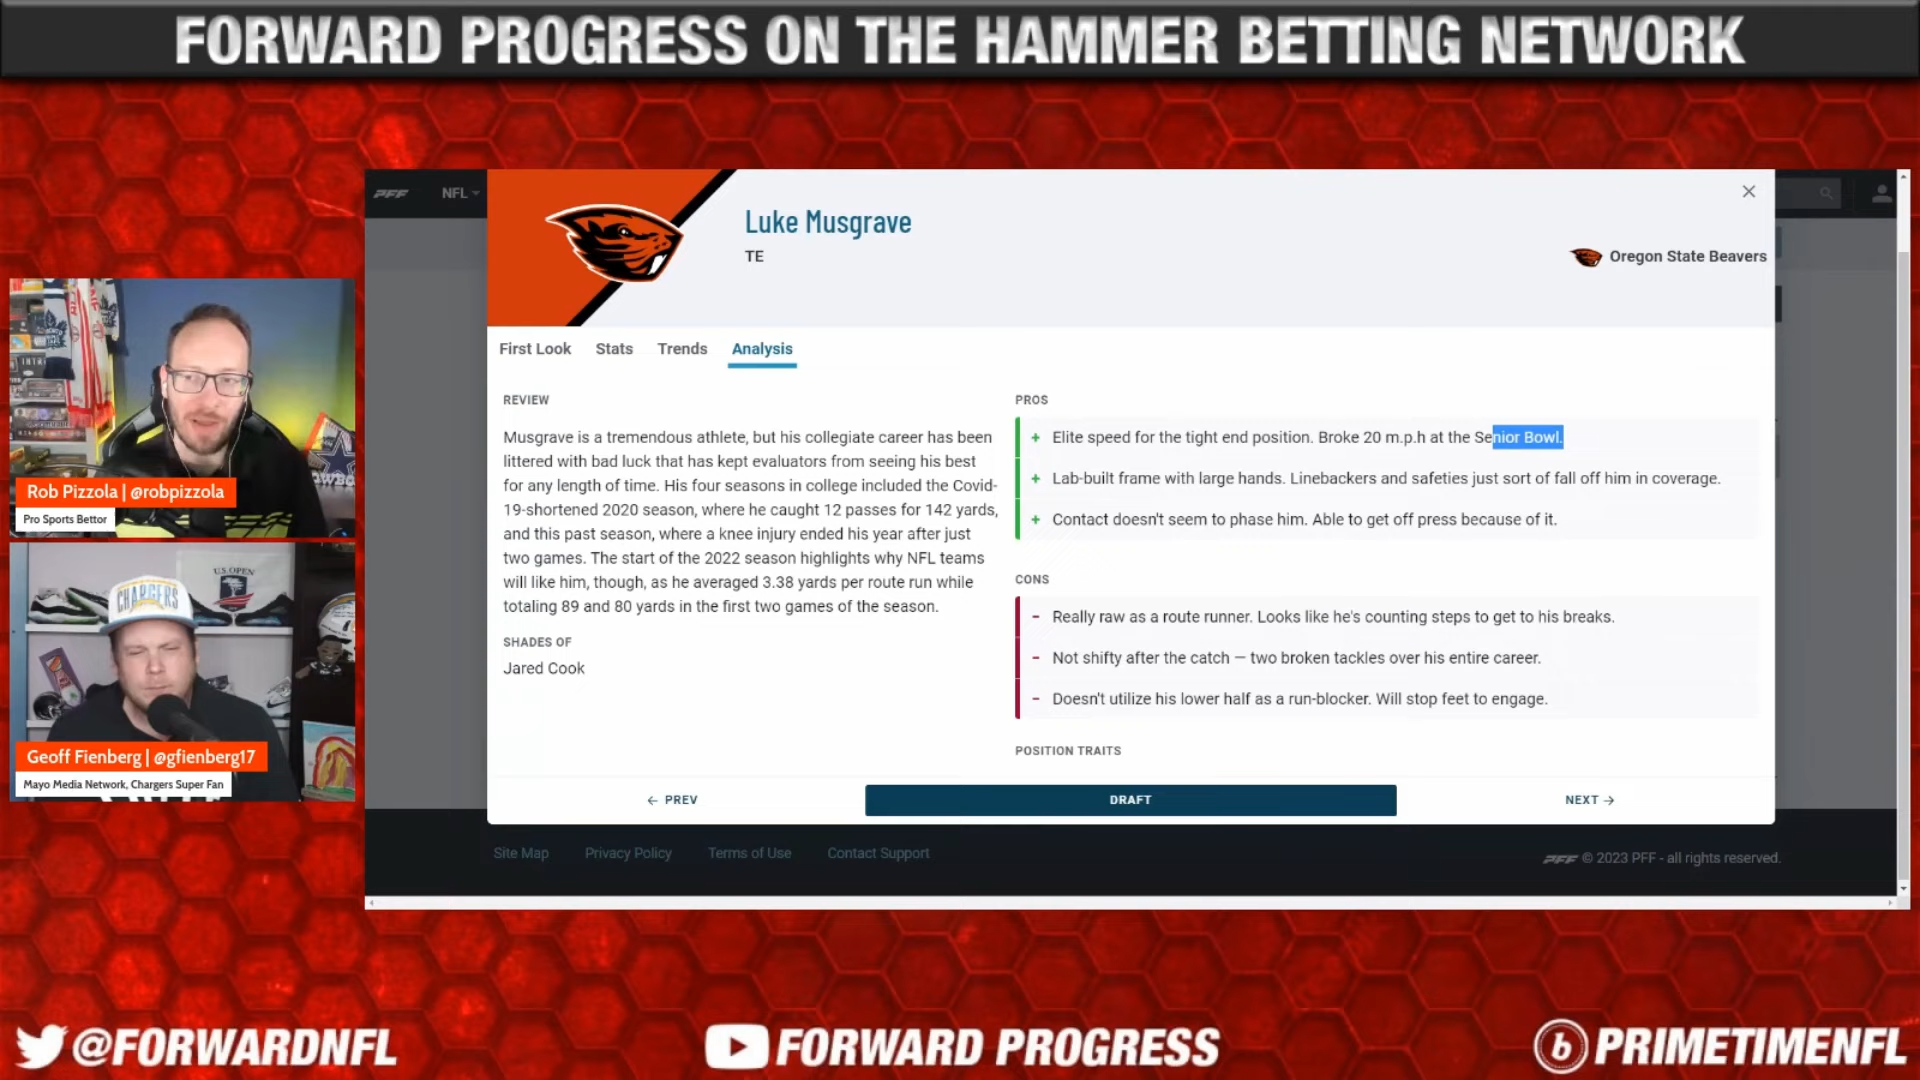 FORWARD PROGRESS ON THE HAMMER BETTING NETWORK
PFF
NFL
Luke Musgrave
TE
Oregon State Beavers
First Look
Stats
Trends
Analysis
REVIEW
Musgrave is a tremendous athlete, but his collegiate career has been
littered with bad luck that has kept evaluators from seeing his best
for any length of time. His four seasons in college included the Covid-
19-shortened 2020 season, where he caught 12 passes for 142 yards,
and this past season, where a knee injury ended his year after just
two games. The start of the 2022 season highlights why NFL teams
will like him, though, as he averaged 3.38 yards per route run while
totaling 89 and 80 yards in the first two games of the season.
SHADES OF
Jared Cook
PROS
+ Elite speed for the tight end position. Broke 20 m.p.h at the Senior Bowl.
+ Lab-built frame with large hands. Linebackers and safeties just sort of fall off him in coverage.
+ Contact doesn't seem to phase him. Able to get off press because of it.
CONS
- Really raw as a route runner. Looks like he's counting steps to get to his breaks.
- Not shifty after the catch — two broken tackles over his entire career.
- Doesn't utilize his lower half as a run-blocker. Will stop feet to engage.
POSITION TRAITS
← PREV
DRAFT
NEXT →
Site Map
Privacy Policy
Terms of Use
Contact Support
PFF © 2023 PFF - all rights reserved.
Rob Pizzola | @robpizzola
Pro Sports Bettor
U.S. OPEN
CHARGERS
Geoff Fienberg | @gfienberg17
Mayo Media Network, Chargers Super Fan
@FORWARDNFL
FORWARD PROGRESS
b PRIMETIMENFL